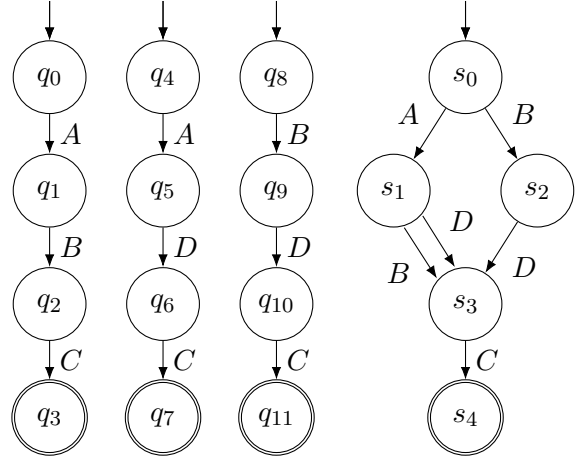 q0 q4 q8 s0
A A B A B
q1 q5 q9 s1 s2
B D D B D D
q2 q6 q10 s3
C C C C
q3 q7 q11 s4